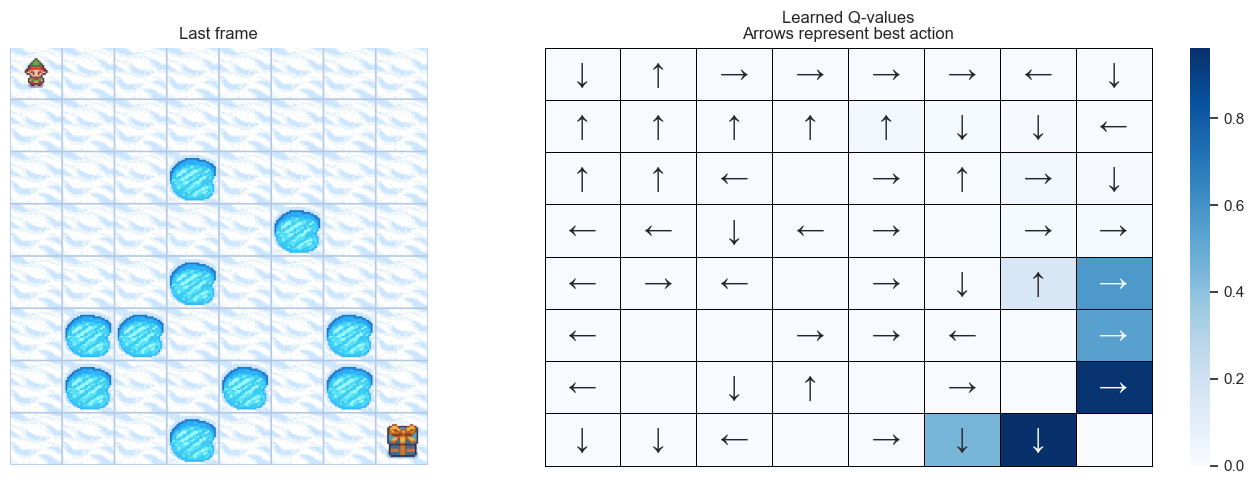 Last frame
Learned Q-values
Arrows represent best action
↓ ↑ → → → → ← ↓
↑ ↑ ↑ ↑ ↑ ↓ ↓ ←
↑ ↑ ← → ↑ → ↓
← ← ↓ ← → → →
← → ← → ↓ ↑ →
← → → ← →
← ↓ ↑ → →
↓ ↓ ← → ↓ ↓
0.8
0.6
0.4
0.2
0.0